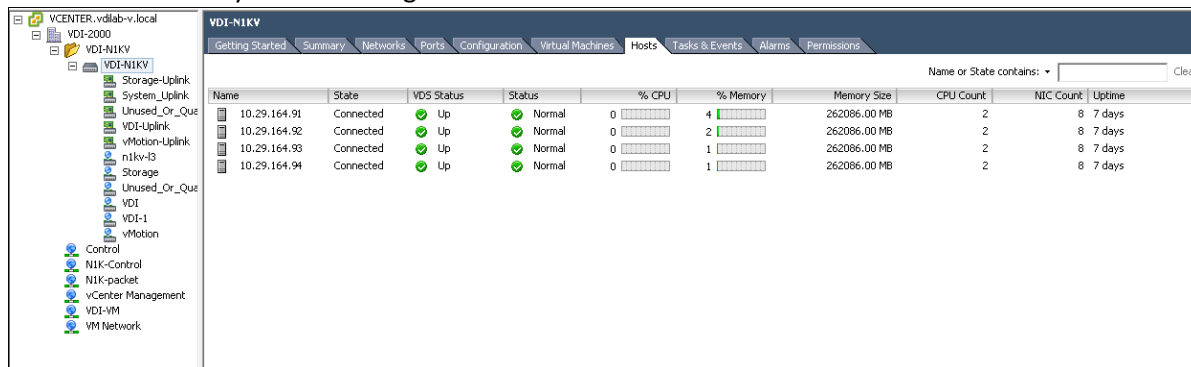 VCENTER.vdilab-v.local
VDI-2000
VDI-N1KV
VDI-N1KV
Storage-Uplink
System_Uplink
Unused_Or_Qua
VDI-Uplink
vMotion-Uplink
n1kv-l3
Storage
Unused_Or_Qua
VDI
VDI-1
vMotion
Control
N1K-Control
N1K-packet
vCenter Management
VDI-VM
VM Network
VDI-N1KV
Getting Started Summary Networks Ports Configuration Virtual Machines Hosts Tasks & Events Alarms Permissions
Name or State contains: Clea
Name State VDS Status Status % CPU % Memory Memory Size CPU Count NIC Count Uptime
10.29.164.91 Connected Up Normal 0 4 262086.00 MB 2 8 7 days
10.29.164.92 Connected Up Normal 0 2 262086.00 MB 2 8 7 days
10.29.164.93 Connected Up Normal 0 1 262086.00 MB 2 8 7 days
10.29.164.94 Connected Up Normal 0 1 262086.00 MB 2 8 7 days